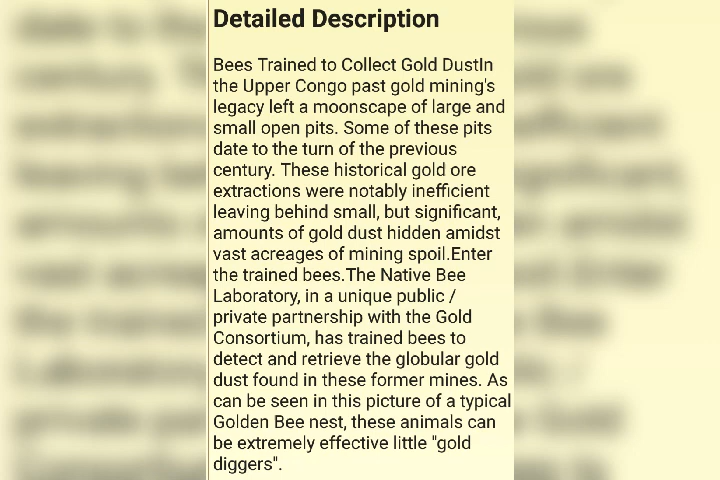 Detailed Description
Bees Trained to Collect Gold DustIn
the Upper Congo past gold mining's
legacy left a moonscape of large and
small open pits. Some of these pits
date to the turn of the previous
century. These historical gold ore
extractions were notably inefficient
leaving behind small, but significant,
amounts of gold dust hidden amidst
vast acreages of mining spoil.Enter
the trained bees.The Native Bee
Laboratory, in a unique public /
private partnership with the Gold
Consortium, has trained bees to
detect and retrieve the globular gold
dust found in these former mines. As
can be seen in this picture of a typical
Golden Bee nest, these animals can
be extremely effective little "gold
diggers".